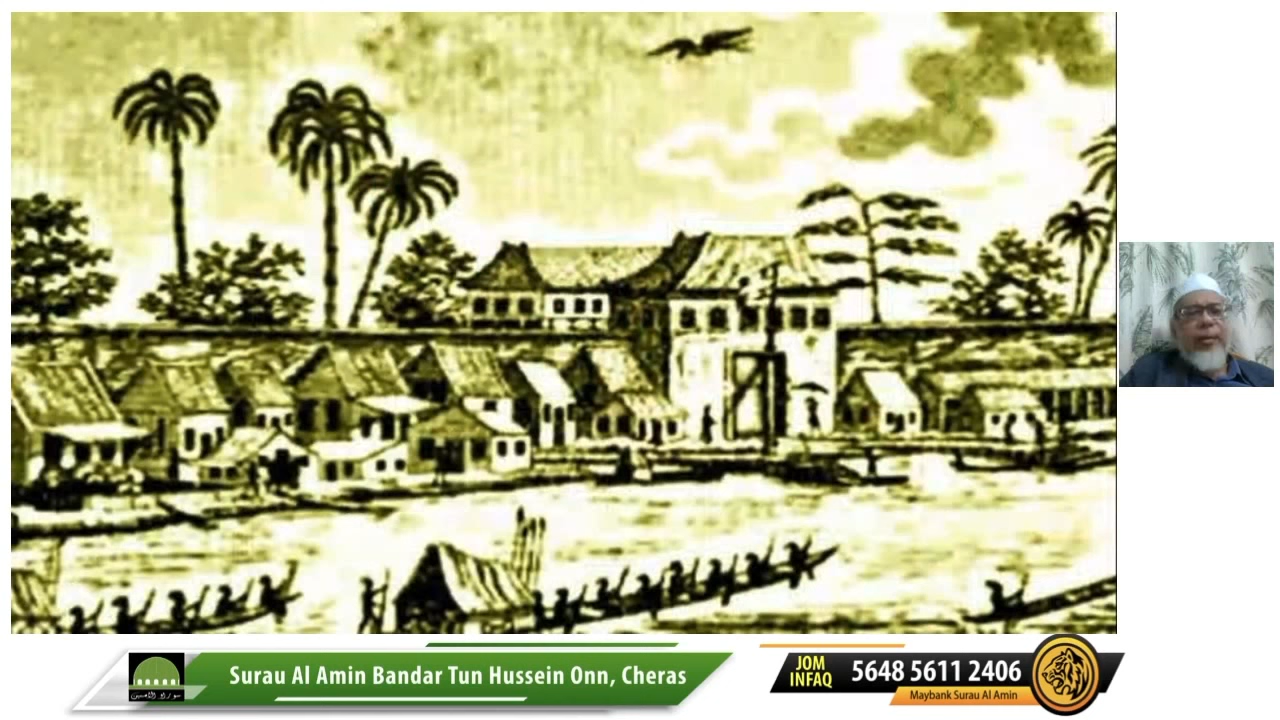 Surau Al Amin Bandar Tun Hussein Onn, Cheras
JOM
INFAQ
5648 5611 2406
Maybank Surau Al Amin